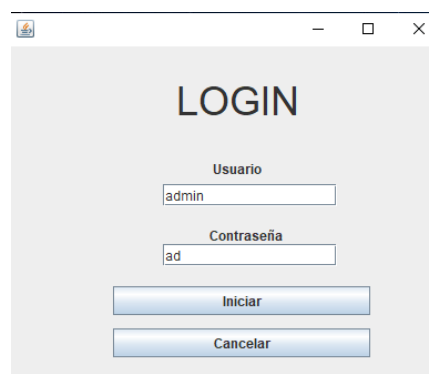 LOGIN
Usuario
admin
Contraseña
ad
Iniciar
Cancelar